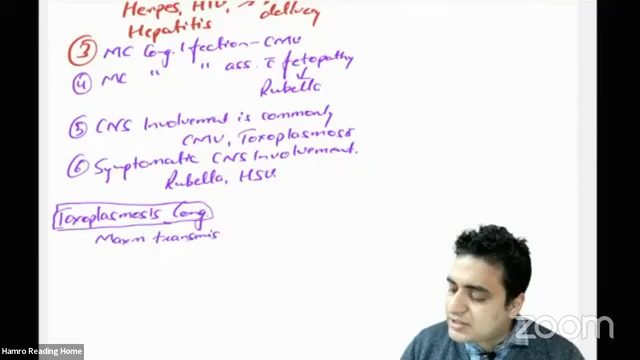 Herpes, HIV, → delivery
Hepatitis
③ MC Cong. Infection - CMV
④ MC " " ass. c̄ fetopathy
↓
Rubella
⑤ CNS Involvement is commonly
CMV, Toxoplasmosis
⑥ Symptomatic CNS Involvement.
Rubella, HSV.
Toxoplasmosis Cong.
Maxm transmis
zoom
Hamro Reading Home